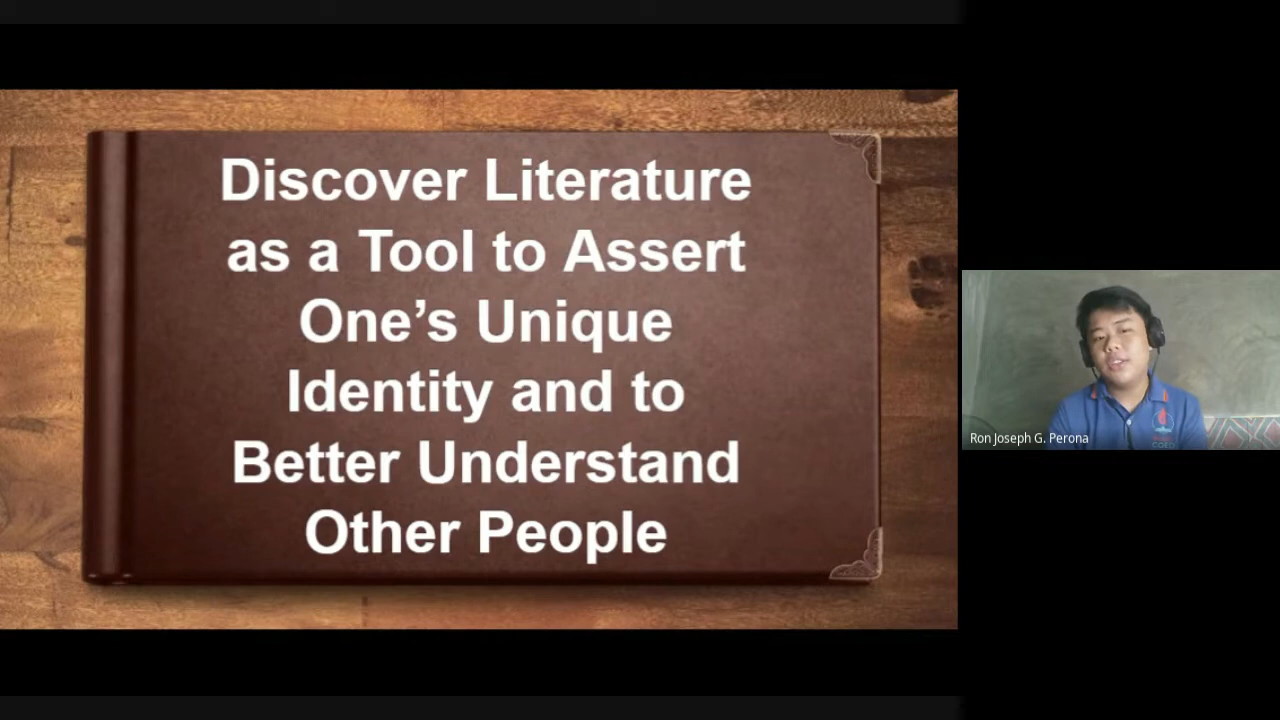 Discover Literature
as a Tool to Assert
One’s Unique
Identity and to
Better Understand
Other People
Ron Joseph G. Perona